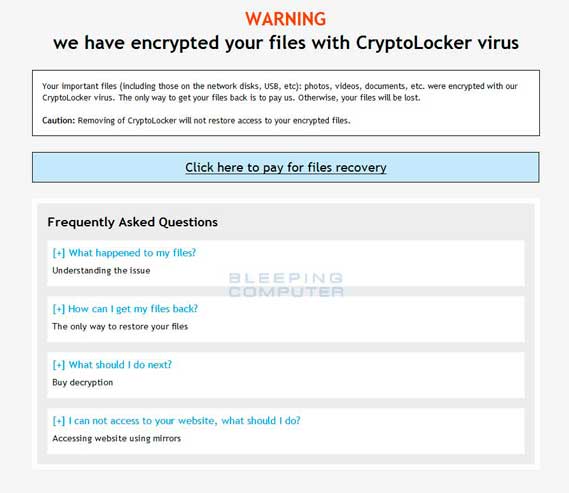 WARNING
we have encrypted your files with CryptoLocker virus
Your important files (including those on the network disks, USB, etc): photos, videos, documents, etc. were encrypted with our
CryptoLocker virus. The only way to get your files back is to pay us. Otherwise, your files will be lost.
Caution: Removing of CryptoLocker will not restore access to your encrypted files.
Click here to pay for files recovery
Frequently Asked Questions
[+] What happened to my files?
Understanding the issue
BLEEPING
COMPUTER
[+] How can I get my files back?
The only way to restore your files
[+] What should I do next?
Buy decryption
[+] I can not access to your website, what should I do?
Accessing website using mirrors